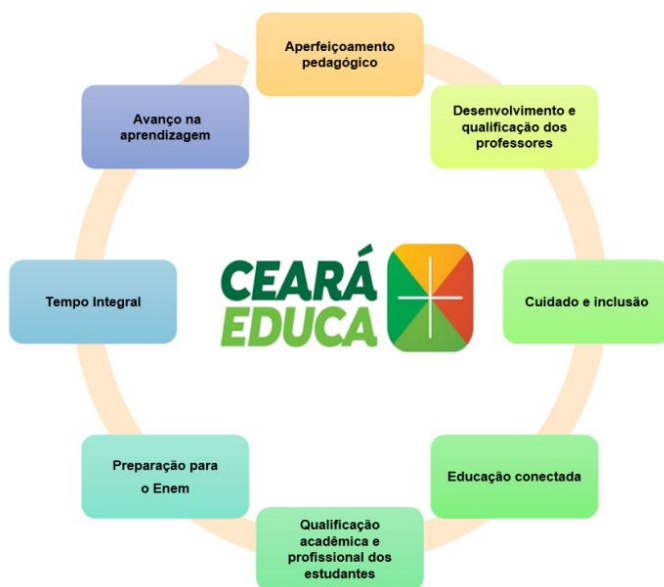 Aperfeiçoamento
pedagógico
Desenvolvimento e
qualificação dos
professores
Cuidado e inclusão
Educação conectada
Qualificação
acadêmica e
profissional dos
estudantes
Preparação para
o Enem
Tempo Integral
Avanço na
aprendizagem
CEARÁ
EDUCA